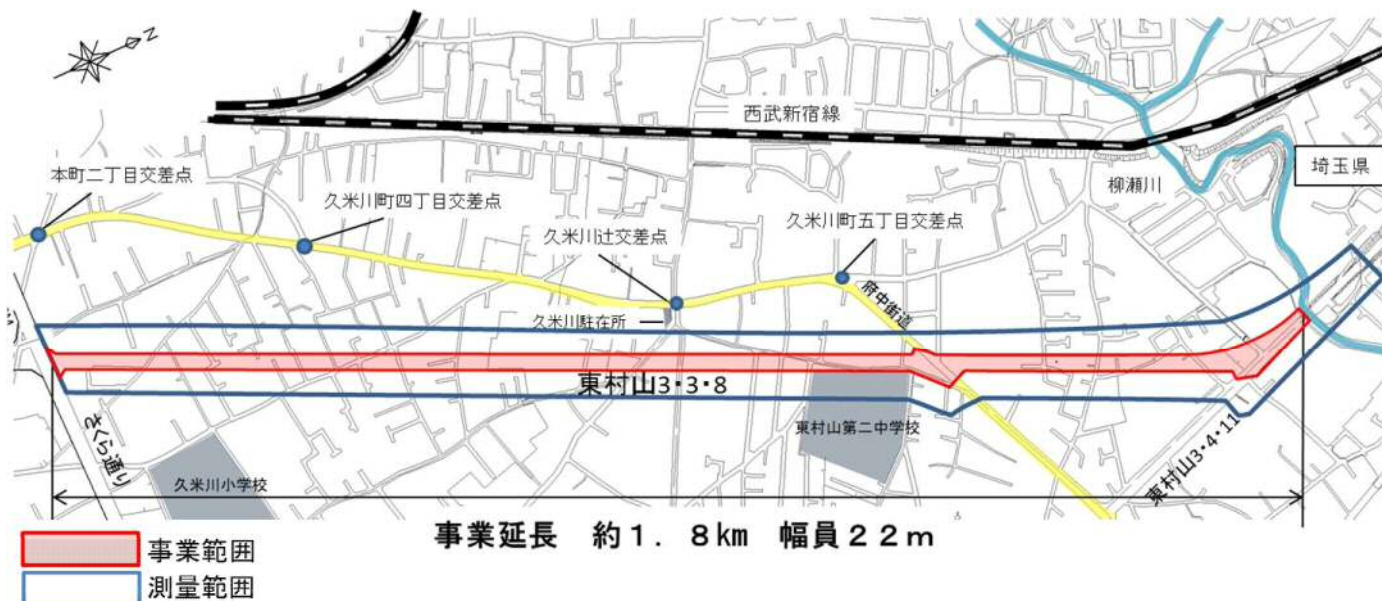 N
西武新宿線
埼玉県
柳瀬川
本町二丁目交差点
久米川町四丁目交差点
久米川辻交差点
久米川町五丁目交差点
府中街道
久米川駐在所
東村山3・3・8
東村山第二中学校
さくら通り
久米川小学校
東村山3・4・11
事業延長 約1.8km 幅員22m
事業範囲
測量範囲